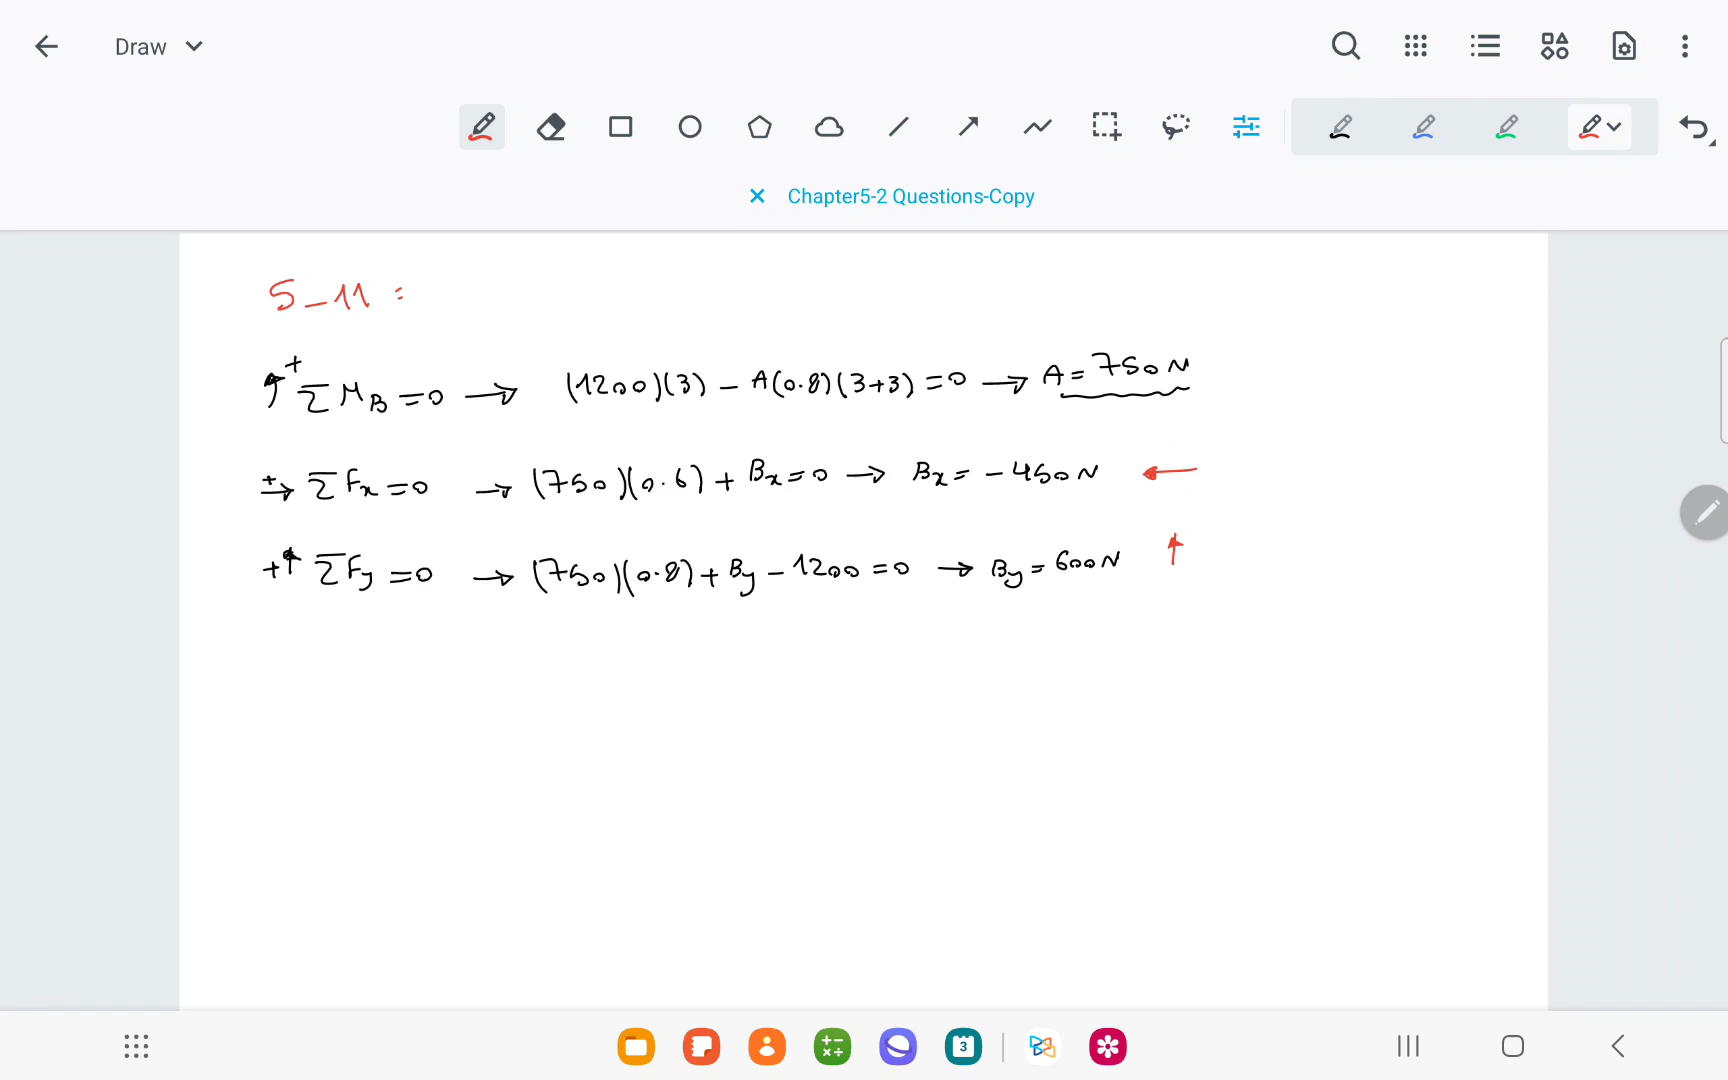 Draw
Chapter5-2 Questions-Copy
5-11 :
↑+ ΣM_B = 0 → (1200)(3) - A(0.8)(3+3) = 0 → A = 750 N
+→ ΣF_x = 0 → (750)(0.6) + B_x = 0 → B_x = -450 N ←
+↑ ΣF_y = 0 → (750)(0.8) + B_y - 1200 = 0 → B_y = 600 N ↑
3